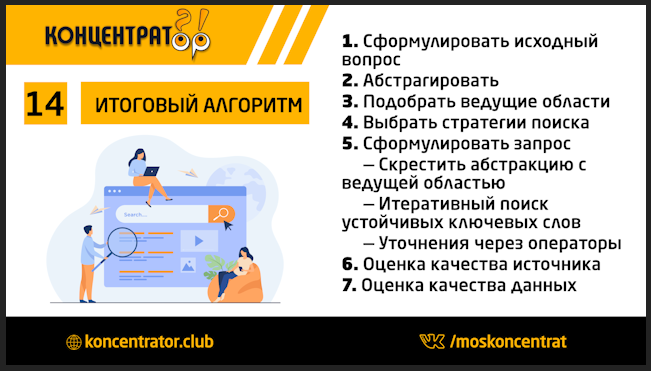 КОНЦЕНТРАТОР
?!
14
ИТОГОВЫЙ АЛГОРИТМ
Search...
1. Сформулировать исходный
вопрос
2. Абстрагировать
3. Подобрать ведущие области
4. Выбрать стратегии поиска
5. Сформулировать запрос
– Скрестить абстракцию с
ведущей областью
– Итеративный поиск
устойчивых ключевых слов
– Уточнения через операторы
6. Оценка качества источника
7. Оценка качества данных
koncentrator.club
/moskoncentrat